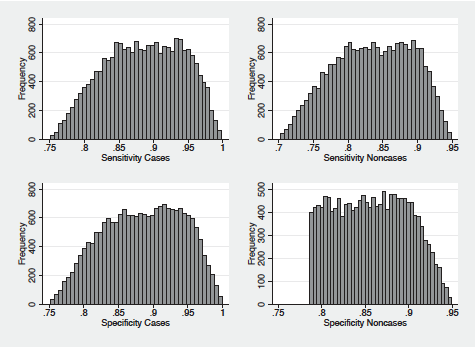 800
600
400
200
0
Frequency
.75 .8 .85 .9 .95 1
Sensitivity Cases
800
600
400
200
0
Frequency
.7 .75 .8 .85 .9 .95
Sensitivity Noncases
800
600
400
200
0
Frequency
.75 .8 .85 .9 .95 1
Specificity Cases
500
400
300
200
100
0
Frequency
.75 .8 .85 .9 .95
Specificity Noncases